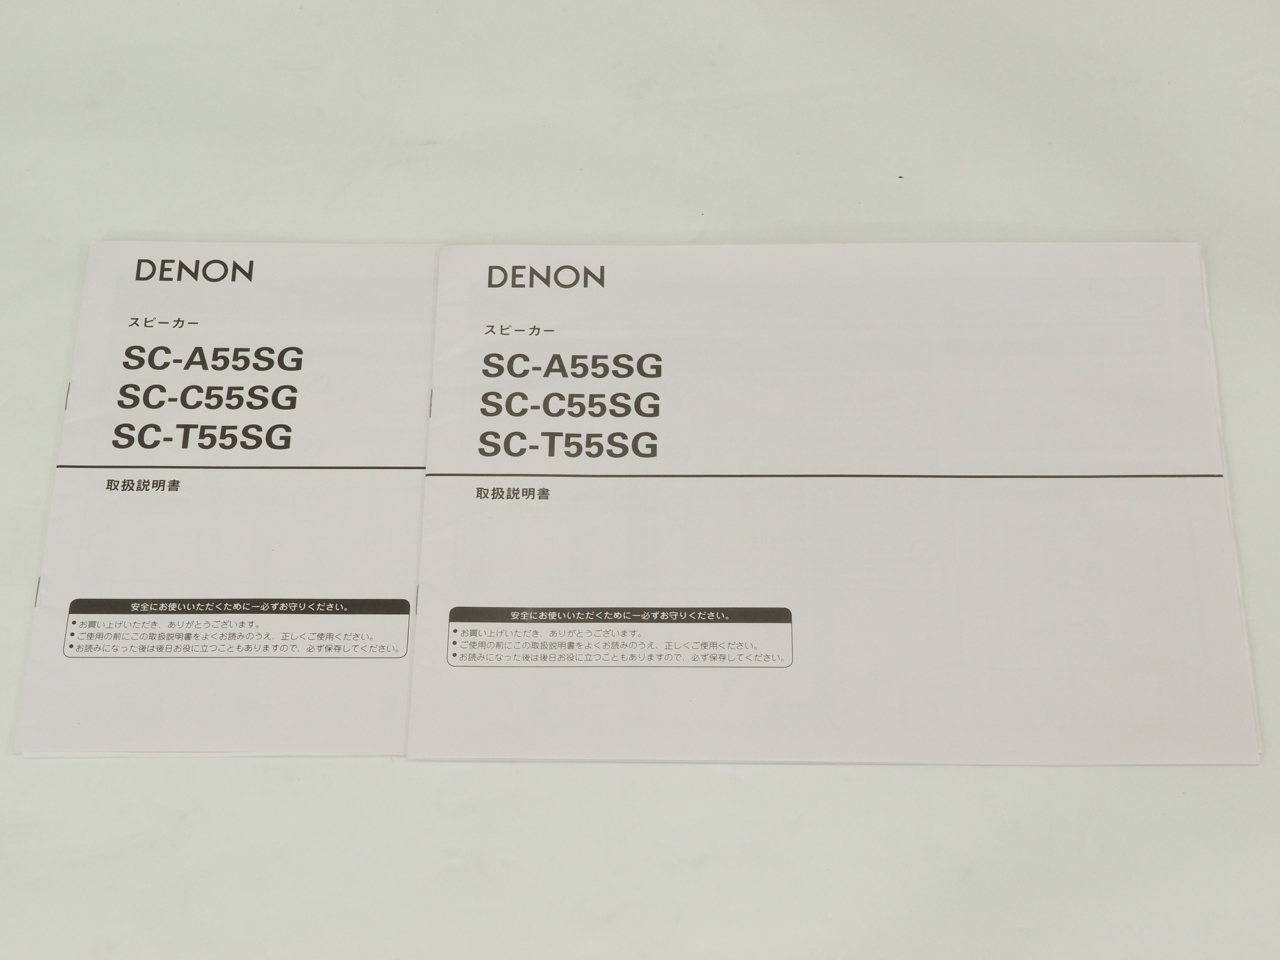 DENON
スピーカー
SC-A55SG
SC-C55SG
SC-T55SG
取扱説明書
安全にお使いいただくために—必ずお守りください。
●お買い上げいただき、ありがとうございます。
●ご使用の前にこの取扱説明書をよくお読みのうえ、正しくご使用ください。
●お読みになった後は後日お役に立つこともありますので、必ず保存してください。
DENON
スピーカー
SC-A55SG
SC-C55SG
SC-T55SG
取扱説明書
安全にお使いいただくために—必ずお守りください。
●お買い上げいただき、ありがとうございます。
●ご使用の前にこの取扱説明書をよくお読みのうえ、正しくご使用ください。
●お読みになった後は後日お役に立つこともありますので、必ず保存してください。